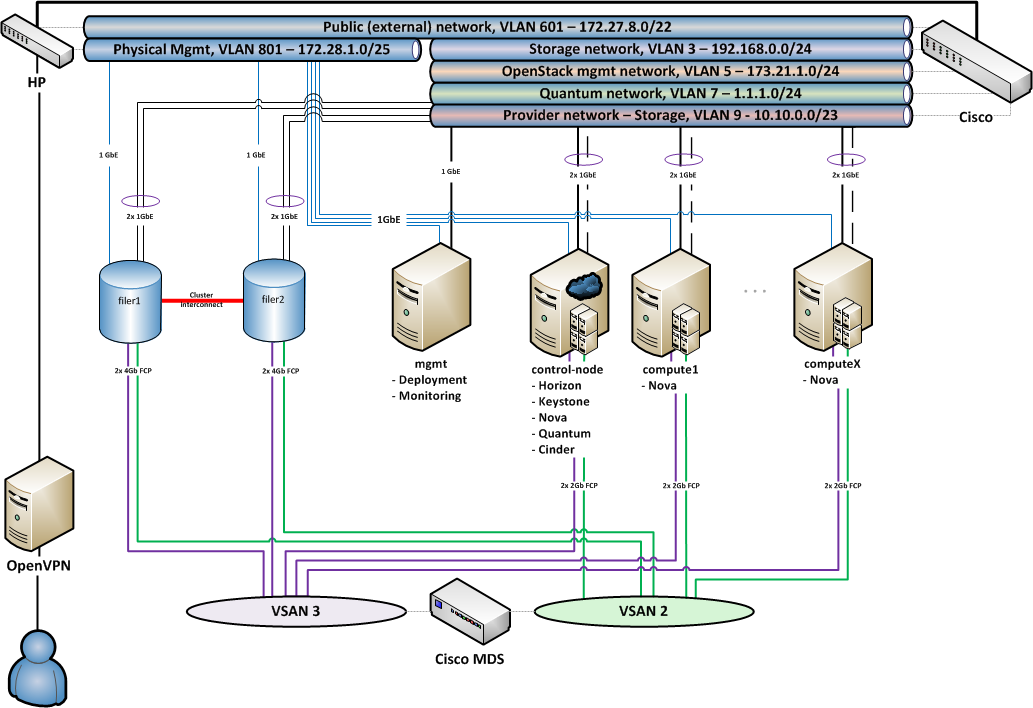 Public (external) network, VLAN 601 – 172.27.8.0/22
Physical Mgmt, VLAN 801 – 172.28.1.0/25
Storage network, VLAN 3 – 192.168.0.0/24
OpenStack mgmt network, VLAN 5 – 173.21.1.0/24
Quantum network, VLAN 7 – 1.1.1.0/24
Provider network – Storage, VLAN 9 - 10.10.0.0/23
HP
Cisco
1 GbE
1 GbE
1 GbE
2x 1GbE
2x 1GbE
2x 1GbE
2x 1GbE
2x 1GbE
1GbE
filer1
Cluster
interconnect
filer2
mgmt
- Deployment
- Monitoring
control-node
- Horizon
- Keystone
- Nova
- Quantum
- Cinder
compute1
- Nova
. . .
computeX
- Nova
2x 4Gb FCP
2x 4Gb FCP
2x 2Gb FCP
2x 2Gb FCP
2x 2Gb FCP
OpenVPN
VSAN 3
VSAN 2
Cisco MDS